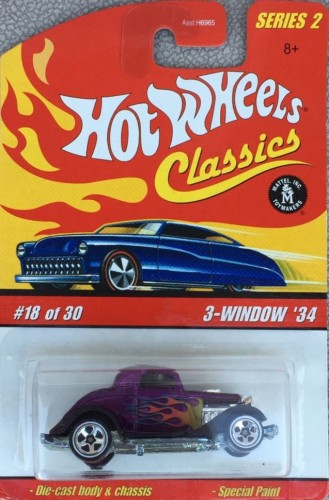 Asst H6965
SERIES 2
8+
Hot Wheels
Classics
MATTEL, INC.
M
TOYMAKERS
#18 of 30
3-WINDOW '34
- Die-cast body & chassis
- Special Paint